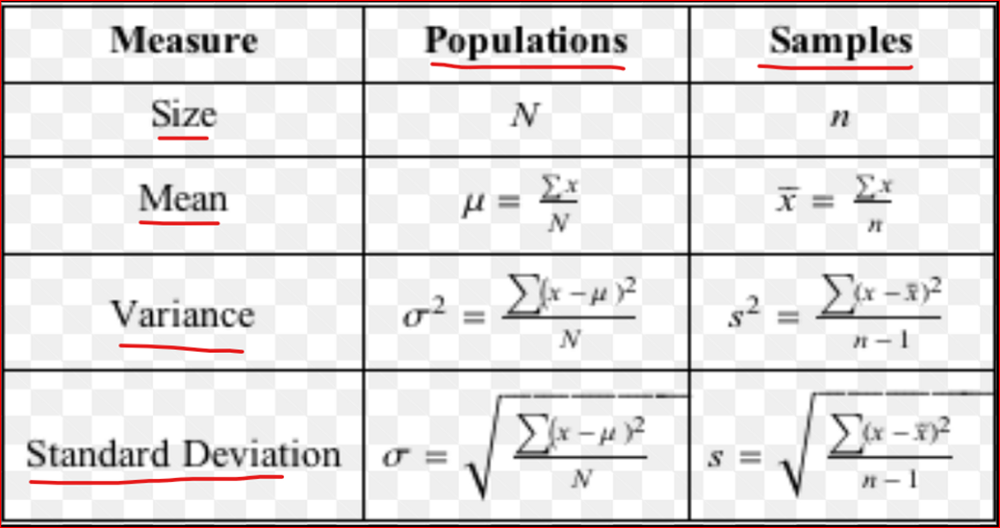 Measure Populations Samples
Size N n
Mean μ = ∑x/N x̅ = ∑x/n
Variance σ² = ∑(x – μ)²/N s² = ∑(x – x̅)²/n – 1
Standard Deviation σ = √∑(x – μ)²/N s = √∑(x – x̅)²/n – 1